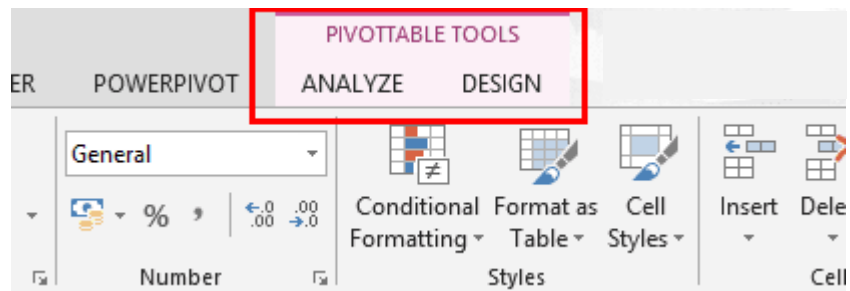 PIVOTTABLE TOOLS
ER POWERPIVOT ANALYZE DESIGN
General
% , .0 .00 .00 .0
Conditional Formatting
Format as Table
Cell Styles
Insert
Dele
Number
Styles
Cell